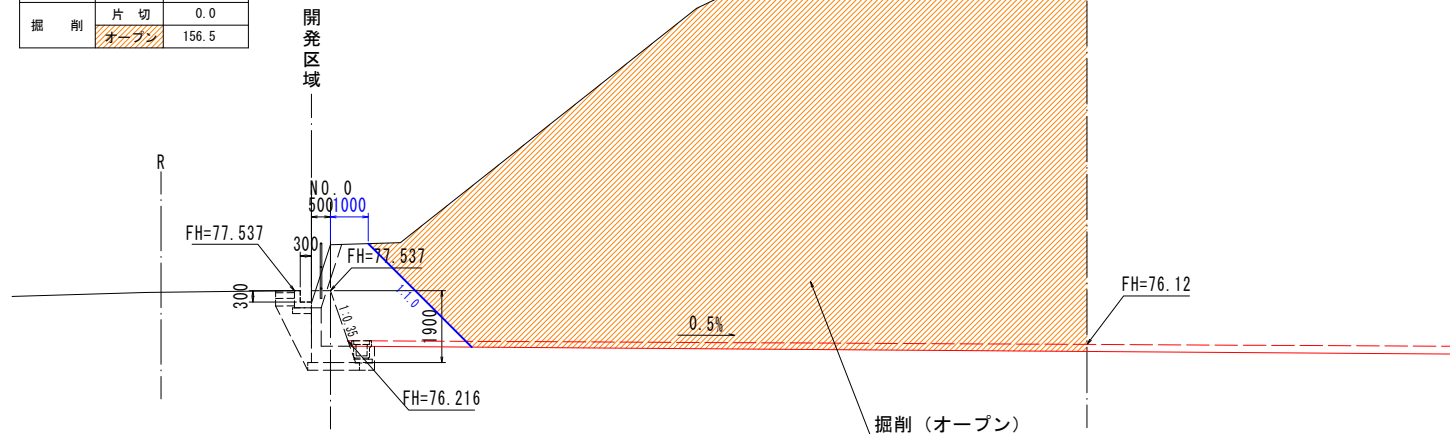 掘 削
片 切 0.0
オープン 156.5
開発区域
R
NO.0
500 1000
FH=77.537
300
FH=77.537
300
1:1.0
1:0.35
1900
0.5%
FH=76.12
FH=76.216
掘削（オープン）